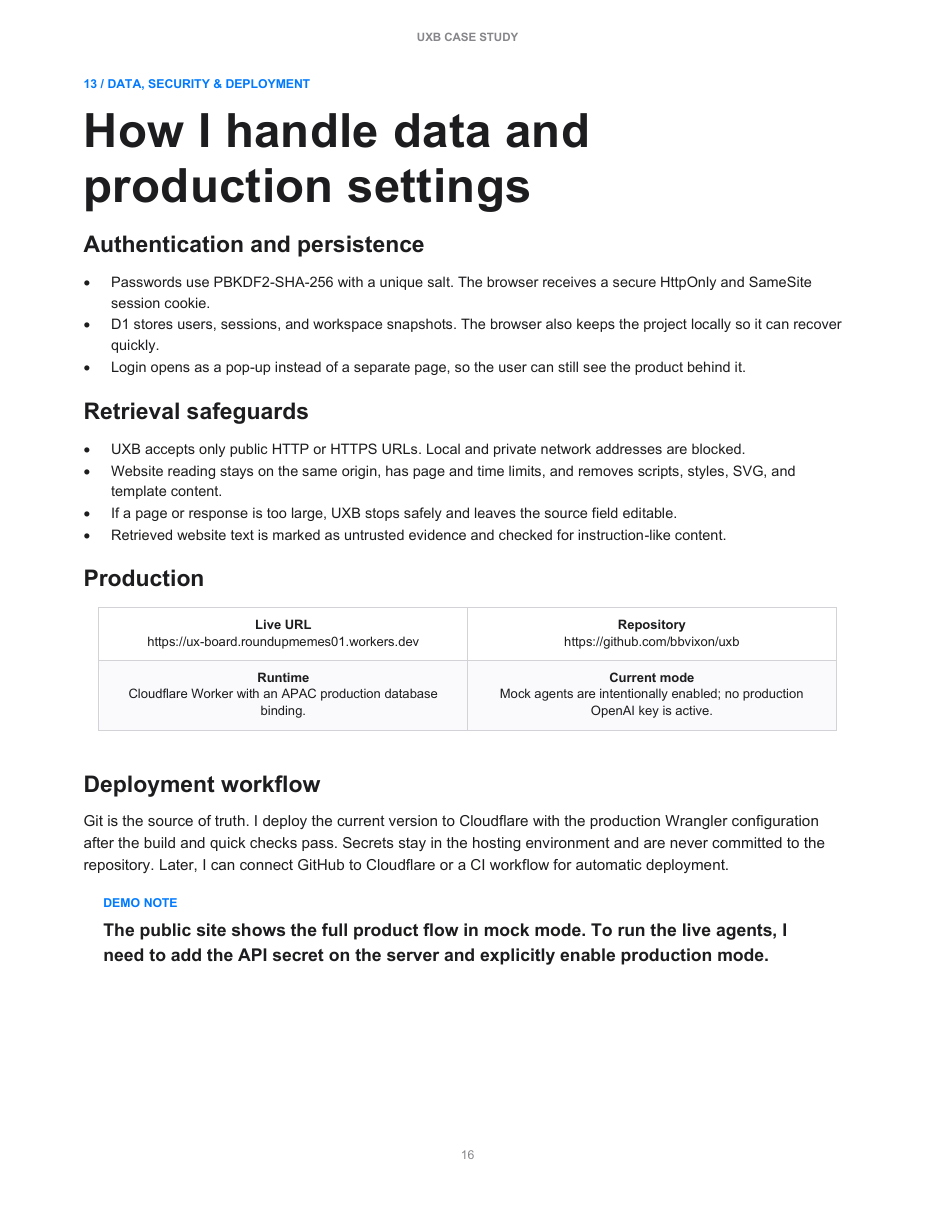 UXB CASE STUDY
13 / DATA, SECURITY & DEPLOYMENT
How I handle data and
production settings
Authentication and persistence
• Passwords use PBKDF2-SHA-256 with a unique salt. The browser receives a secure HttpOnly and SameSite
session cookie.
• D1 stores users, sessions, and workspace snapshots. The browser also keeps the project locally so it can recover
quickly.
• Login opens as a pop-up instead of a separate page, so the user can still see the product behind it.
Retrieval safeguards
• UXB accepts only public HTTP or HTTPS URLs. Local and private network addresses are blocked.
• Website reading stays on the same origin, has page and time limits, and removes scripts, styles, SVG, and
template content.
• If a page or response is too large, UXB stops safely and leaves the source field editable.
• Retrieved website text is marked as untrusted evidence and checked for instruction-like content.
Production
Live URL
https://ux-board.roundupmemes01.workers.dev
Repository
https://github.com/bbvixon/uxb
Runtime
Cloudflare Worker with an APAC production database
binding.
Current mode
Mock agents are intentionally enabled; no production
OpenAI key is active.
Deployment workflow
Git is the source of truth. I deploy the current version to Cloudflare with the production Wrangler configuration
after the build and quick checks pass. Secrets stay in the hosting environment and are never committed to the
repository. Later, I can connect GitHub to Cloudflare or a CI workflow for automatic deployment.
DEMO NOTE
The public site shows the full product flow in mock mode. To run the live agents, I
need to add the API secret on the server and explicitly enable production mode.
16